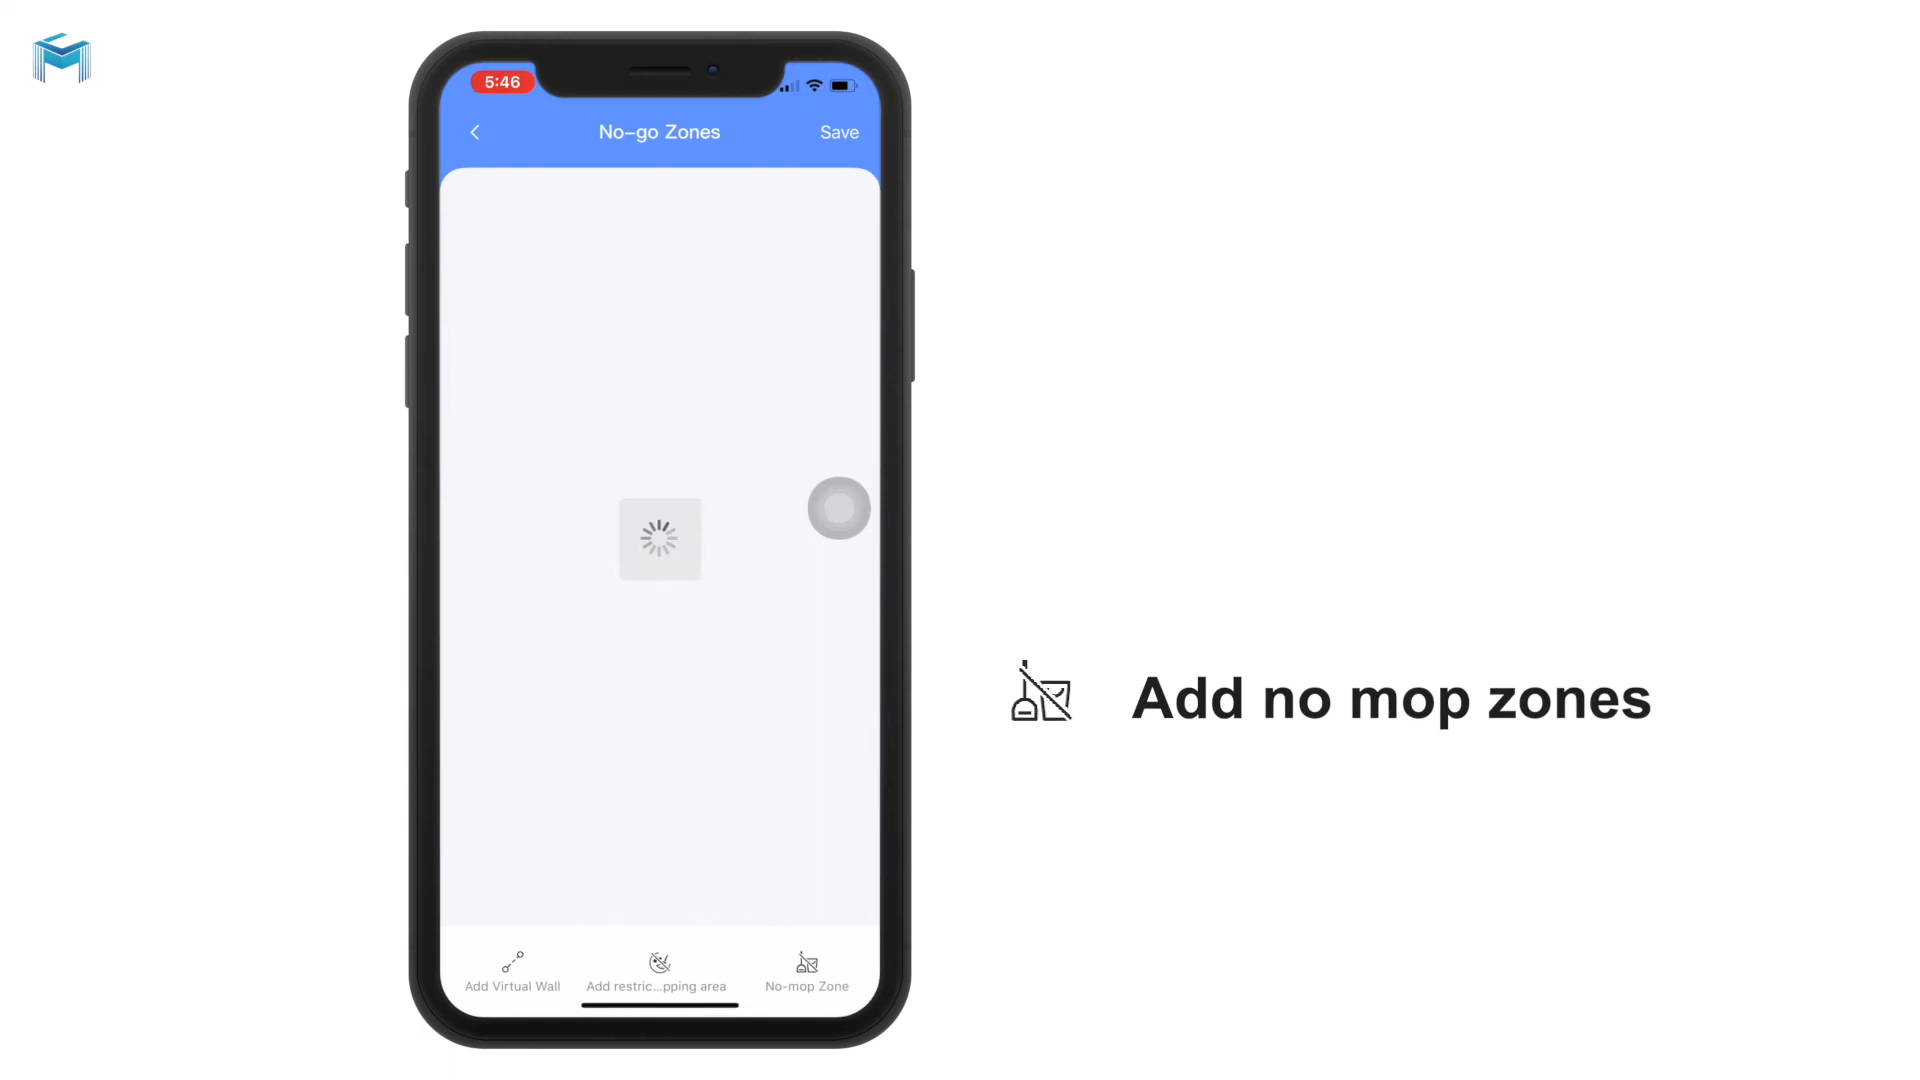 5:46
No-go Zones
Save
Add no mop zones
Add Virtual Wall
Add restric...pping area
No-mop Zone